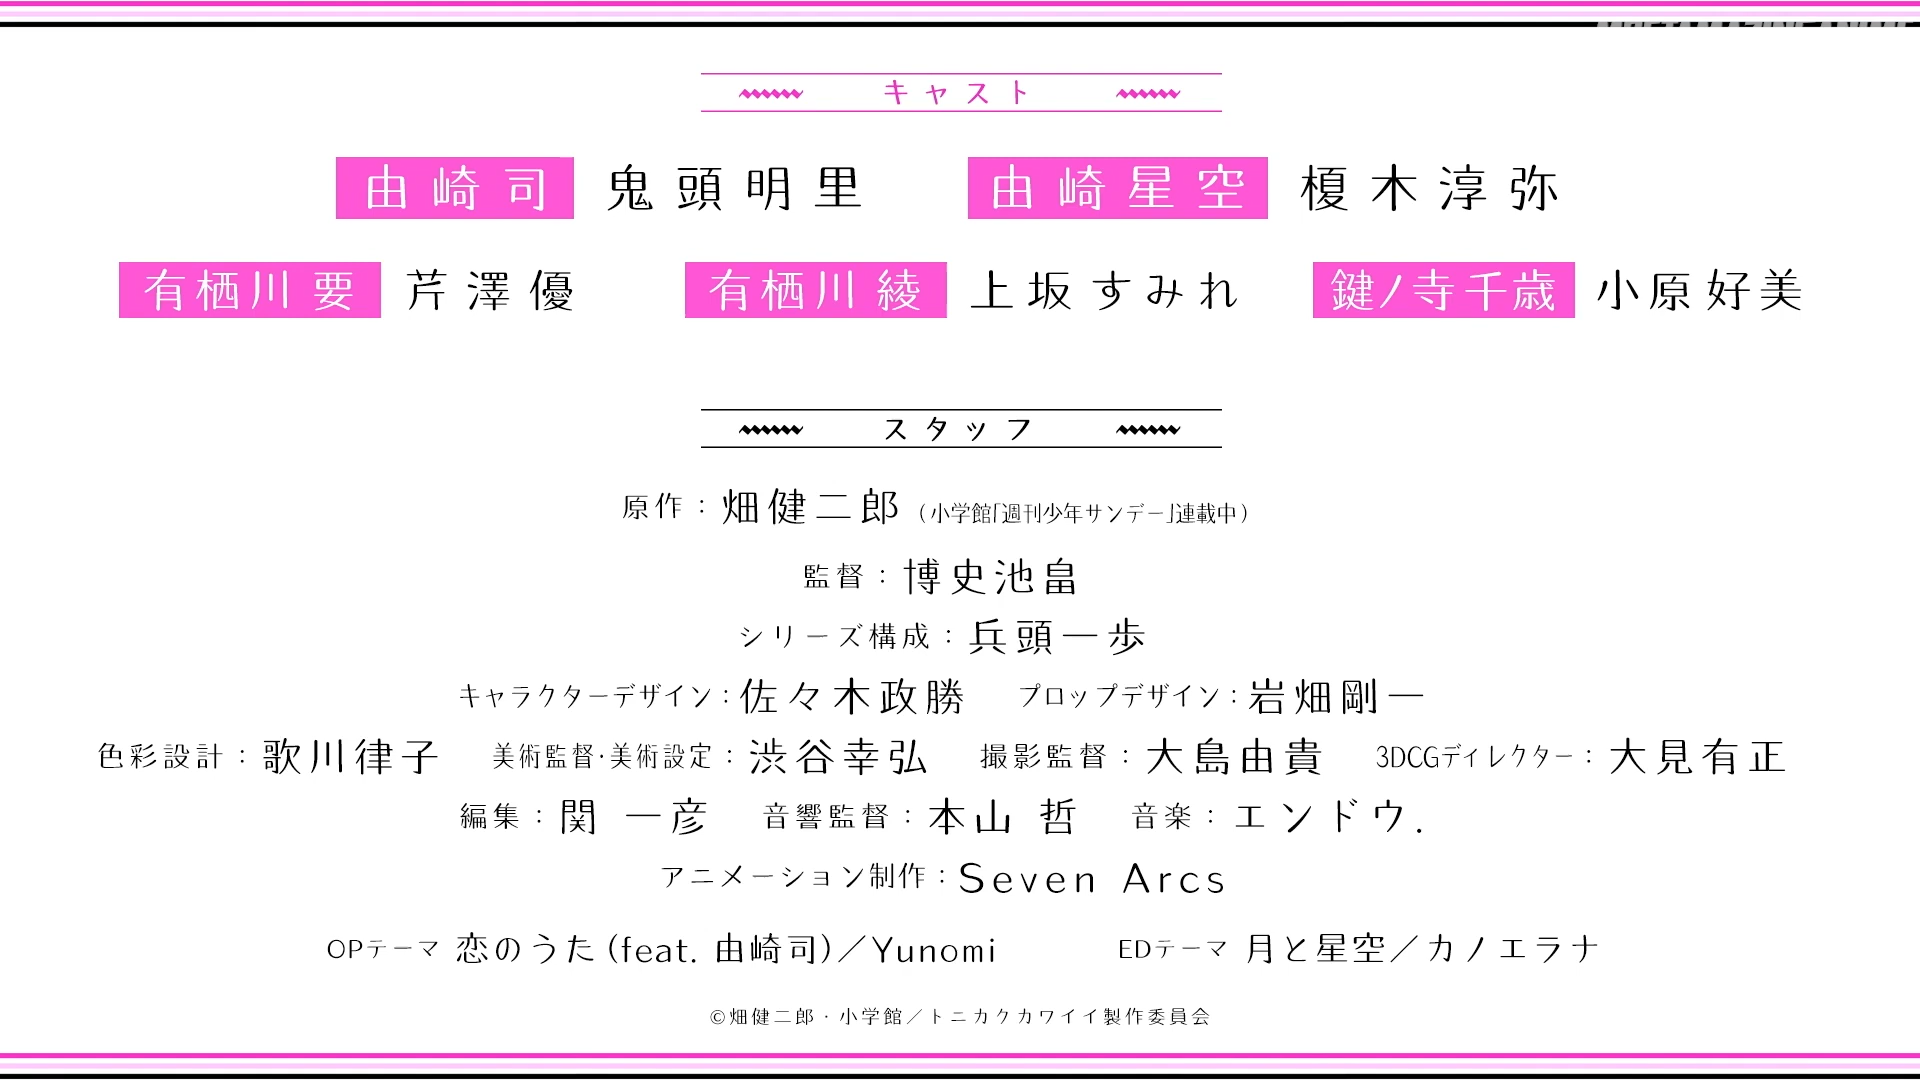 キャスト
由崎司 鬼頭明里 由崎星空 榎木淳弥
有栖川要 芹澤優 有栖川綾 上坂すみれ 鍵ノ寺千歳 小原好美
スタッフ
原作：畑健二郎（小学館「週刊少年サンデー」連載中）
監督：博史池畠
シリーズ構成：兵頭一歩
キャラクターデザイン：佐々木政勝 プロップデザイン：岩畑剛一
色彩設計：歌川律子 美術監督・美術設定：渋谷幸弘 撮影監督：大島由貴 3DCGディレクター：大見有正
編集：関 一彦 音響監督：本山 哲 音楽：エンドウ.
アニメーション制作：Seven Arcs
OPテーマ 恋のうた（feat. 由崎司）／Yunomi EDテーマ 月と星空／カノエラナ
©畑健二郎・小学館／トニカクカワイイ製作委員会